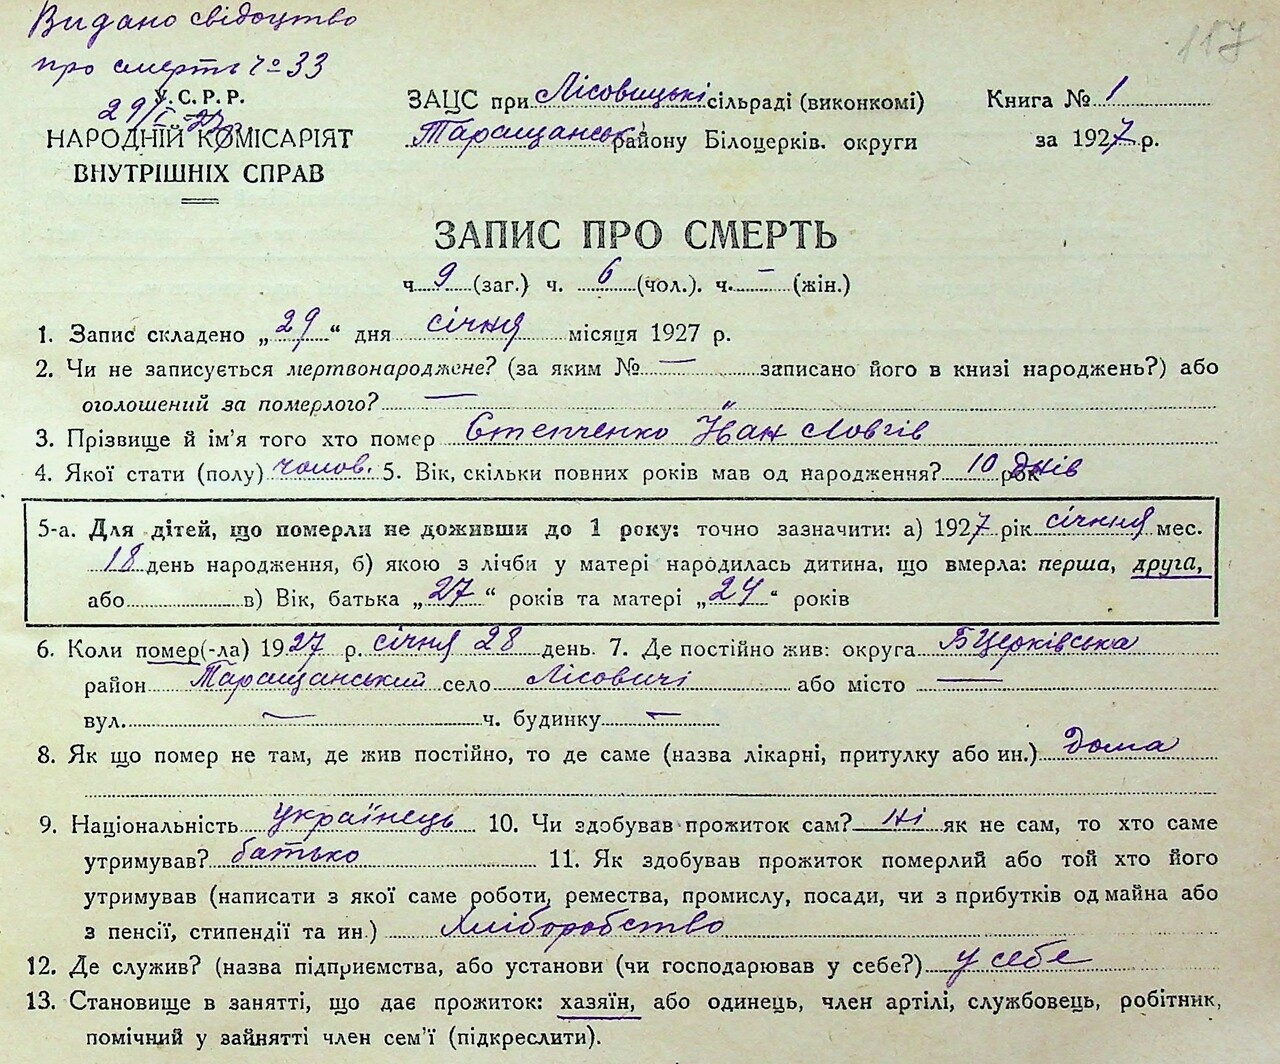 Видано свідоцтво
про смерть ч⁰ 33
29/I 27 р.
117
У.С.Р.Р.
НАРОДНІЙ КОМІСАРІЯТ
ВНУТРІШНІХ СПРАВ
ЗАЦС при Лісовицькі сільраді (виконкомі)
Таращанськ. району Білоцерків. округи
Книга № 1
за 1927 р.
ЗАПИС ПРО СМЕРТЬ
ч. 9 (заг.) ч. 6 (чол.). ч. – (жін.)
1. Запис складено „29“ дня січня місяця 1927 р.
2. Чи не записується мертвонароджене? (за яким № — записано його в книзі народжень?) або
оголошений за померлого? —
3. Прізвище й ім'я того хто помер Степченко Іван Ловгів
4. Якої стати (полу) чолов. 5. Вік, скільки повних років мав од народження? 10 рок днів
5-а. Для дітей, що померли не доживши до 1 року: точно зазначити: а) 1927 рік січння мес.
18 день народження, б) якою з лічби у матері народилась дитина, що вмерла: перша, друга,
або в) Вік, батька „27“ років та матері „24“ років
6. Коли помер(-ла) 1927 р. січня 28 день. 7. Де постійно жив: округа БЦерківська
район Таращанський село Лісовичі або місто —
вул. — ч. будинку —
8. Як що помер не там, де жив постійно, то де саме (назва лікарні, притулку або ин.) дома
9. Національність українець 10. Чи здобував прожиток сам? Ні як не сам, то хто саме
утримував? батько 11. Як здобував прожиток померлий або той хто його
утримував (написати з якої саме роботи, ремества, промислу, посади, чи з прибутків од майна або
з пенсії, стипендії та ин.) Хліборобство
12. Де служив? (назва підприємства, або установи (чи господарював у себе?) у себе
13. Становище в занятті, що дає прожиток: хазяїн, або одинець, член артілі, службовець, робітник,
помічний у зайнятті член сем'ї (підкреслити).